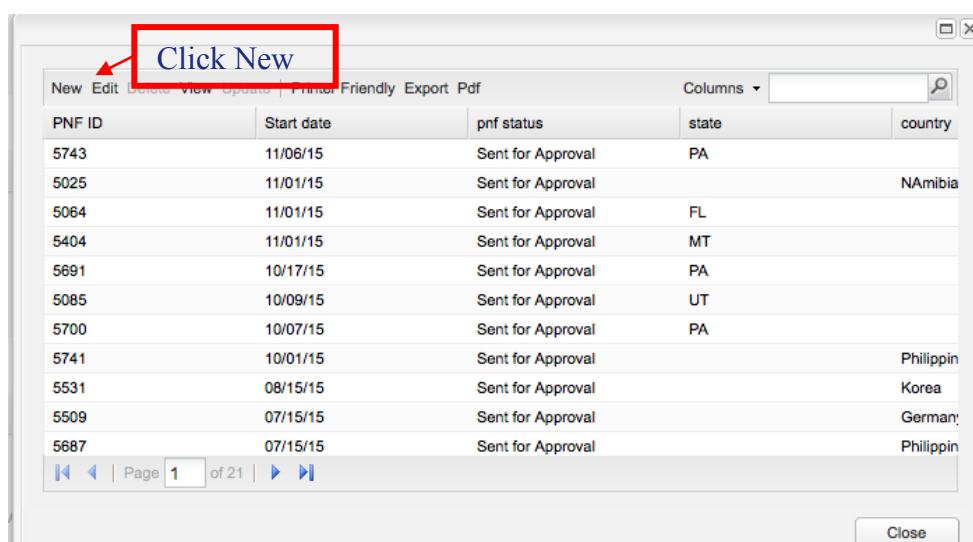 Click New
New Edit Delete View Update Printer Friendly Export Pdf Columns
PNF ID Start date pnf status state country
5743 11/06/15 Sent for Approval PA
5025 11/01/15 Sent for Approval NAmibia
5064 11/01/15 Sent for Approval FL
5404 11/01/15 Sent for Approval MT
5691 10/17/15 Sent for Approval PA
5085 10/09/15 Sent for Approval UT
5700 10/07/15 Sent for Approval PA
5741 10/01/15 Sent for Approval Philippin
5531 08/15/15 Sent for Approval Korea
5509 07/15/15 Sent for Approval Germany
5687 07/15/15 Sent for Approval Philippin
Page 1 of 21
Close